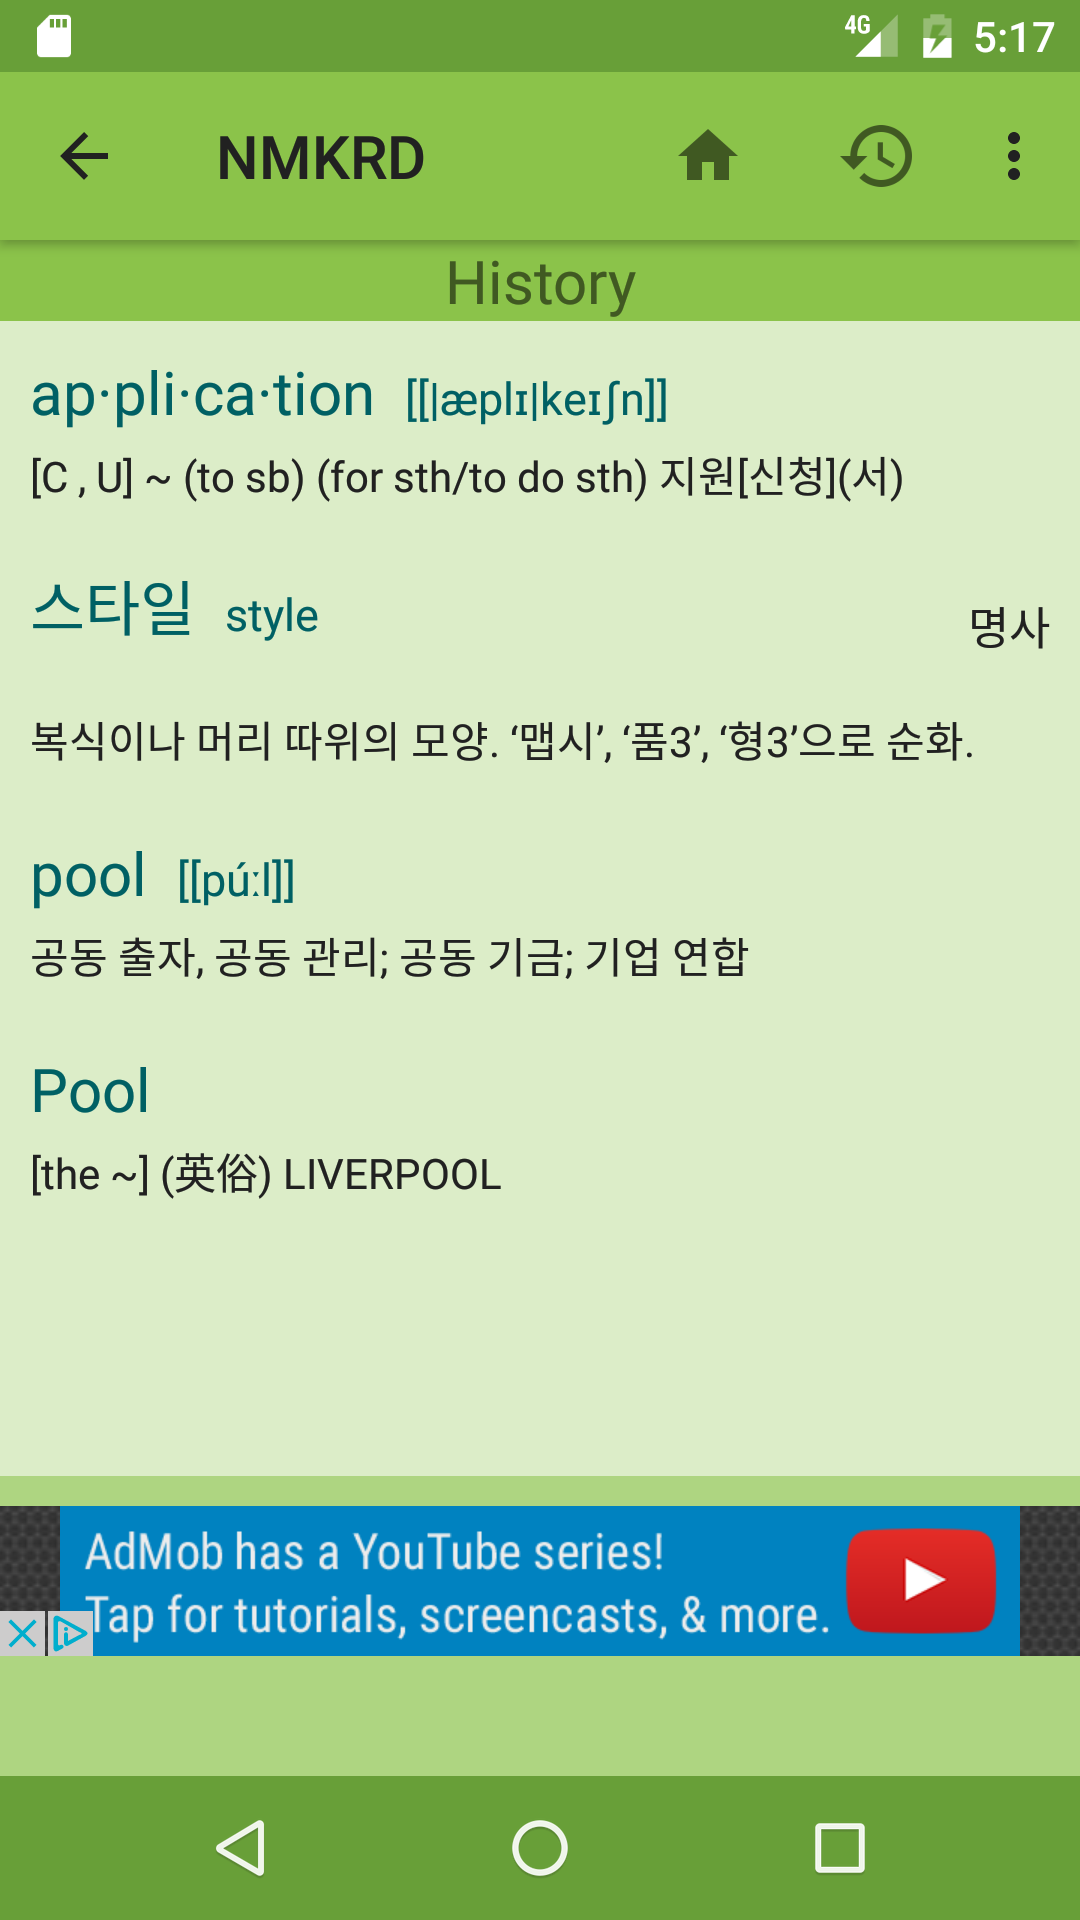 4G 5:17
NMKRD
History
ap·pli·ca·tion [[|æplɪ|keɪʃn]]
[C , U] ~ (to sb) (for sth/to do sth) 지원[신청](서)
스타일 style 명사
복식이나 머리 따위의 모양. ‘맵시’, ‘품3’, ‘형3’으로 순화.
pool [[púːl]]
공동 출자, 공동 관리; 공동 기금; 기업 연합
Pool
[the ~] (英俗) LIVERPOOL
AdMob has a YouTube series!
Tap for tutorials, screencasts, & more.